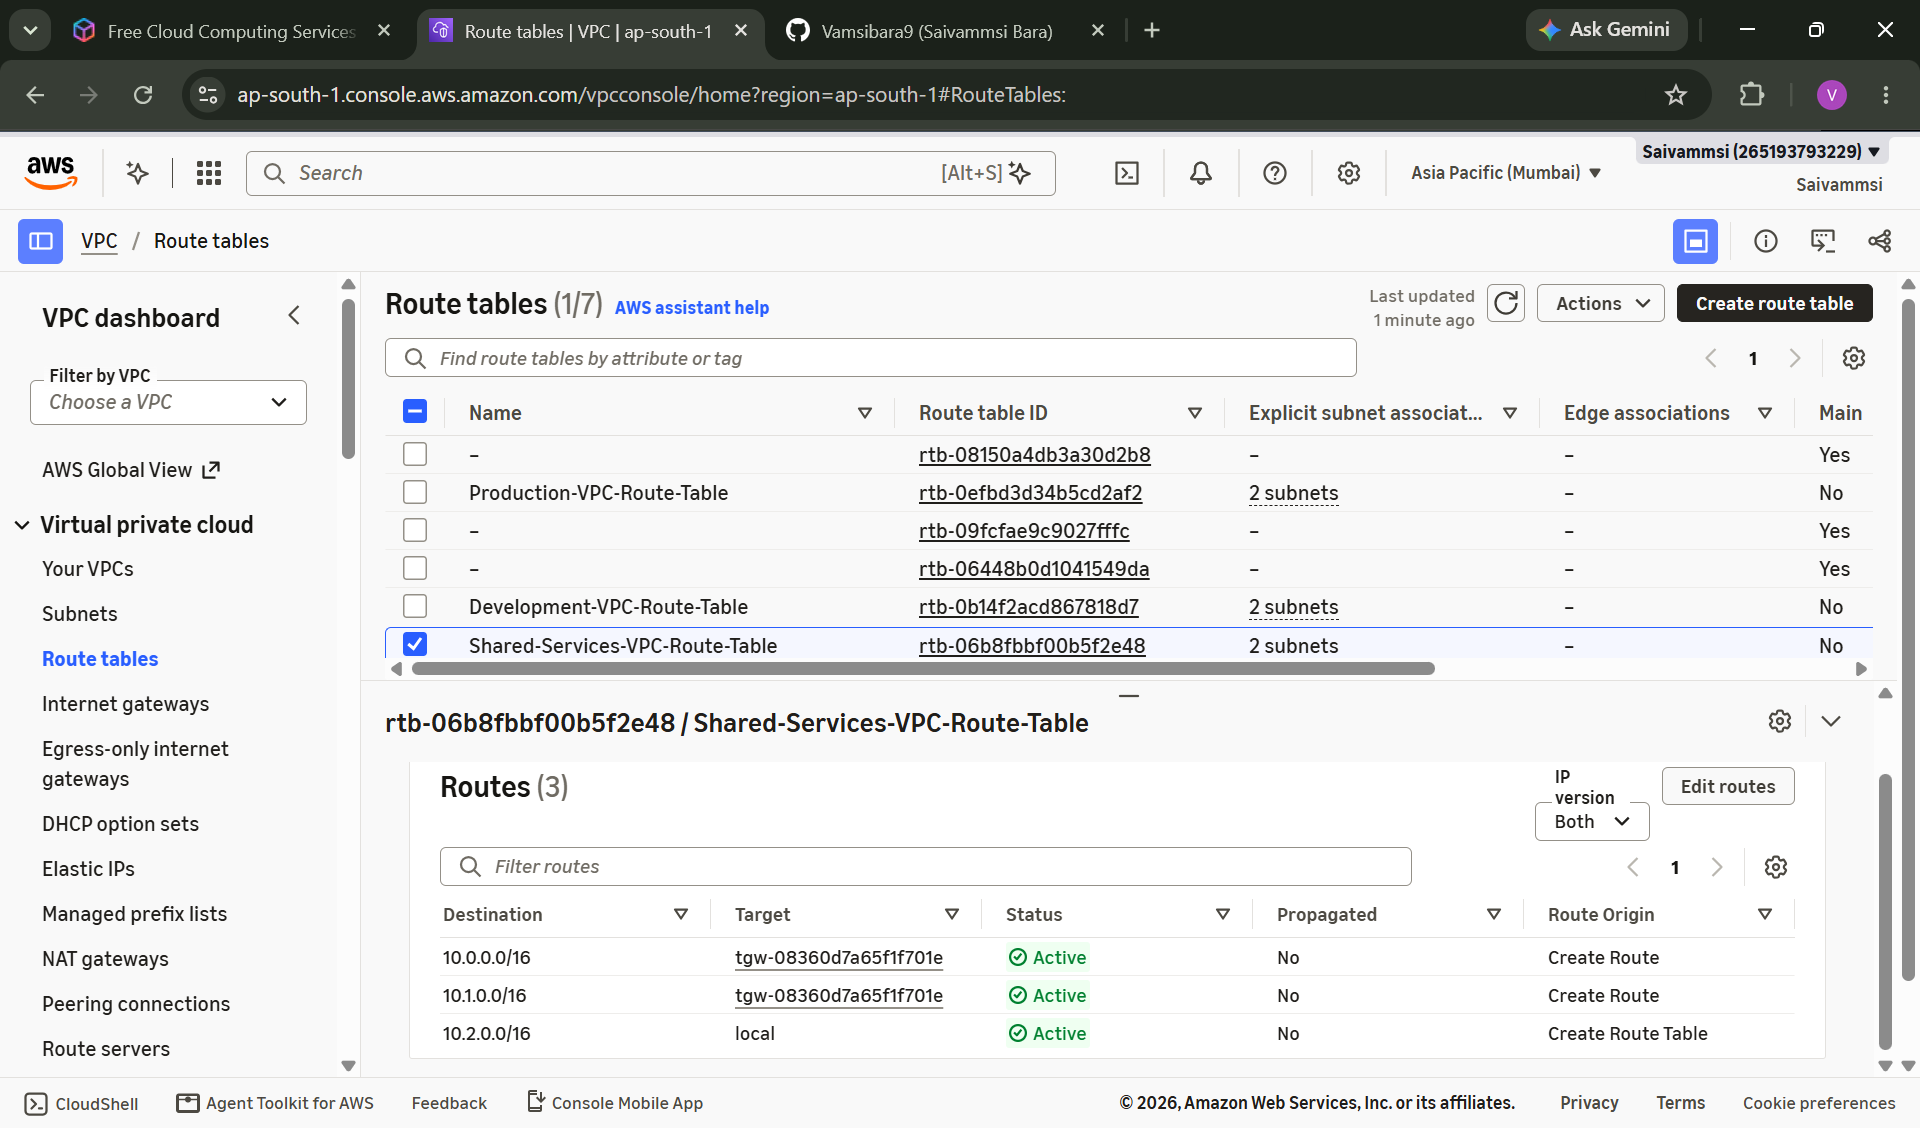 Free Cloud Computing Services
Route tables | VPC | ap-south-1
Vamsibara9 (Saivammsi Bara)
Ask Gemini
ap-south-1.console.aws.amazon.com/vpcconsole/home?region=ap-south-1#RouteTables:
V
aws
Search
[Alt+S]
Asia Pacific (Mumbai)
Saivammsi (265193793229)
Saivammsi
VPC / Route tables
VPC dashboard
Filter by VPC
Choose a VPC
AWS Global View
Virtual private cloud
Your VPCs
Subnets
Route tables
Internet gateways
Egress-only internet
gateways
DHCP option sets
Elastic IPs
Managed prefix lists
NAT gateways
Peering connections
Route servers
Route tables (1/7) AWS assistant help
Last updated
1 minute ago
Actions
Create route table
Find route tables by attribute or tag
1
Name Route table ID Explicit subnet associat... Edge associations Main
– rtb-08150a4db3a30d2b8 – – Yes
Production-VPC-Route-Table rtb-0efbd3d34b5cd2af2 2 subnets – No
– rtb-09fcfae9c9027fffc – – Yes
– rtb-06448b0d1041549da – – Yes
Development-VPC-Route-Table rtb-0b14f2acd867818d7 2 subnets – No
Shared-Services-VPC-Route-Table rtb-06b8fbbf00b5f2e48 2 subnets – No
rtb-06b8fbbf00b5f2e48 / Shared-Services-VPC-Route-Table
Routes (3)
IP
version
Both
Edit routes
Filter routes
1
Destination Target Status Propagated Route Origin
10.0.0.0/16 tgw-08360d7a65f1f701e Active No Create Route
10.1.0.0/16 tgw-08360d7a65f1f701e Active No Create Route
10.2.0.0/16 local Active No Create Route Table
CloudShell Agent Toolkit for AWS Feedback Console Mobile App © 2026, Amazon Web Services, Inc. or its affiliates. Privacy Terms Cookie preferences